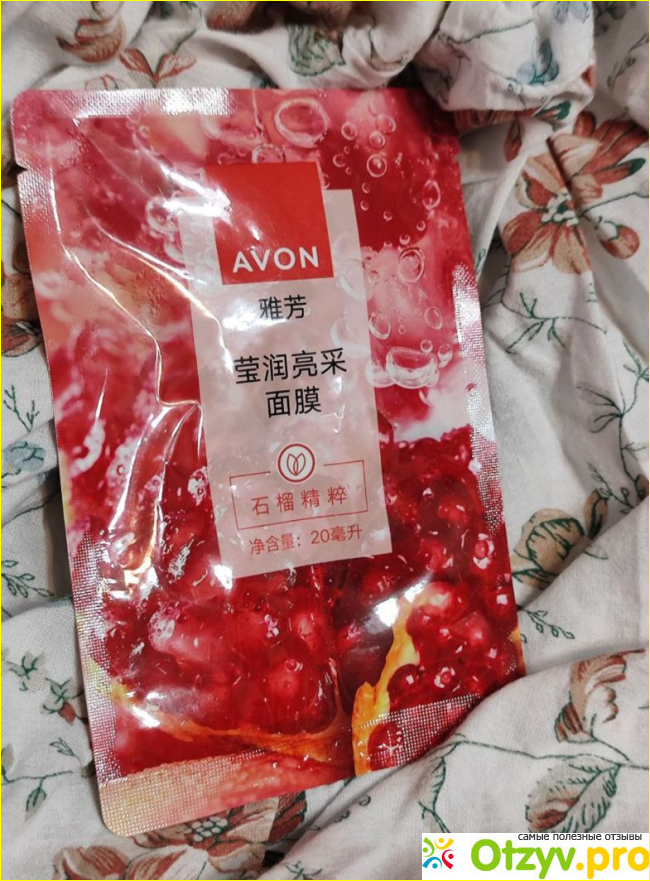 AVON
雅芳
莹润亮采
面膜
石榴精粹
净含量：20毫升
самые полезные отзывы
Otzyv.pro